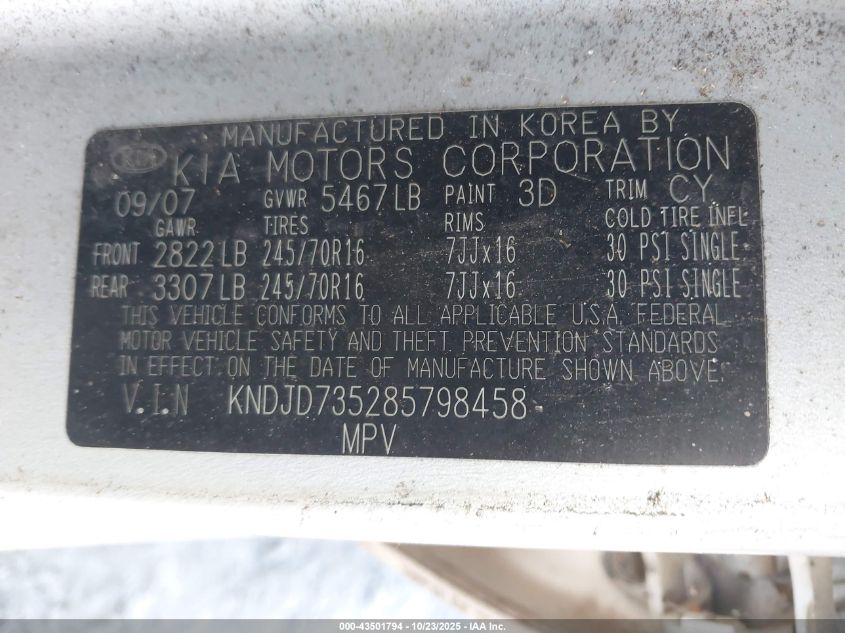 MANUFACTURED IN KOREA BY
KIA KIA MOTORS CORPORATION
09/07 GVWR 5467LB PAINT 3D TRIM CY
GAWR TIRES RIMS COLD TIRE INFL
FRONT 2822LB 245/70R16 7JJx16 30 PSI SINGLE
REAR 3307LB 245/70R16 7JJx16 30 PSI SINGLE
THIS VEHICLE CONFORMS TO ALL APPLICABLE U.S.A. FEDERAL
MOTOR VEHICLE SAFETY AND THEFT PREVENTION STANDARDS
IN EFFECT ON THE DATE OF MANUFACTURE SHOWN ABOVE.
V.I.N KNDJD735285798458
MPV
000-43501794 - 10/23/2025 - IAA Inc.